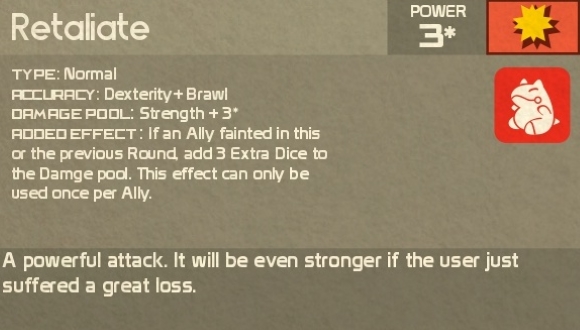 Retaliate
POWER
3*
TYPE: Normal
ACCURACY: Dexterity+Brawl
DAMAGE POOL: Strength + 3*
ADDED EFFECT: If an Ally fainted in this
or the previous Round, add 3 Extra Dice to
the Damge pool. This effect can only be
used once per Ally.
A powerful attack. It will be even stronger if the user just
suffered a great loss.